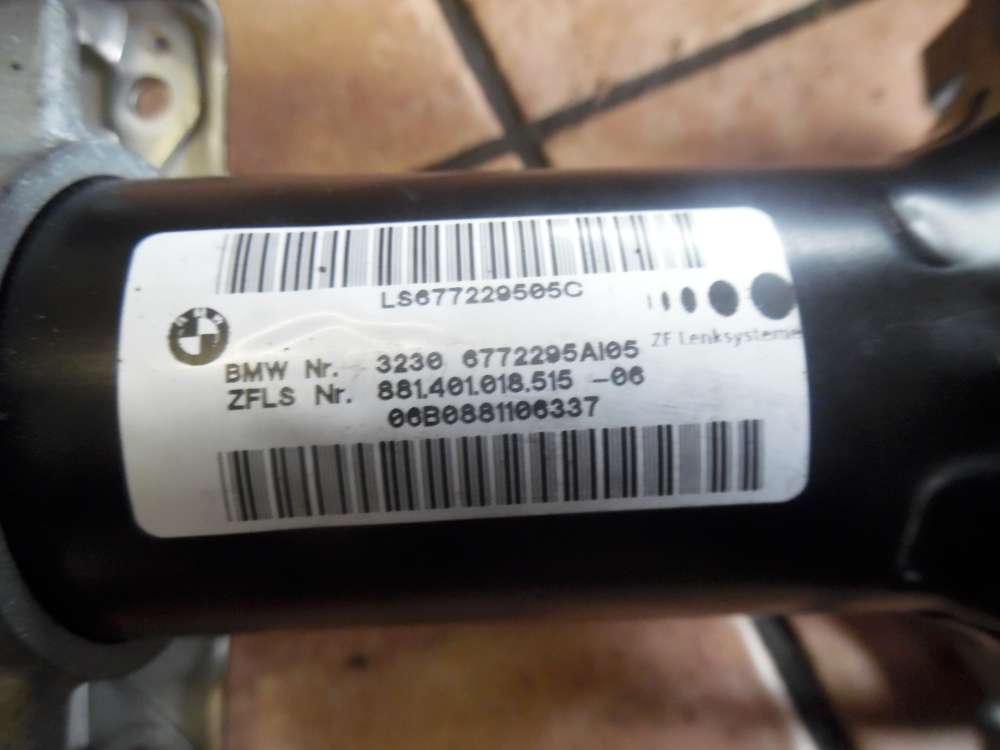 LS677229505C
ZF Lenksysteme
BMW Nr. 3230 6772295AI05
ZFLS Nr. 881.401.018.515 -06
06B0881106337